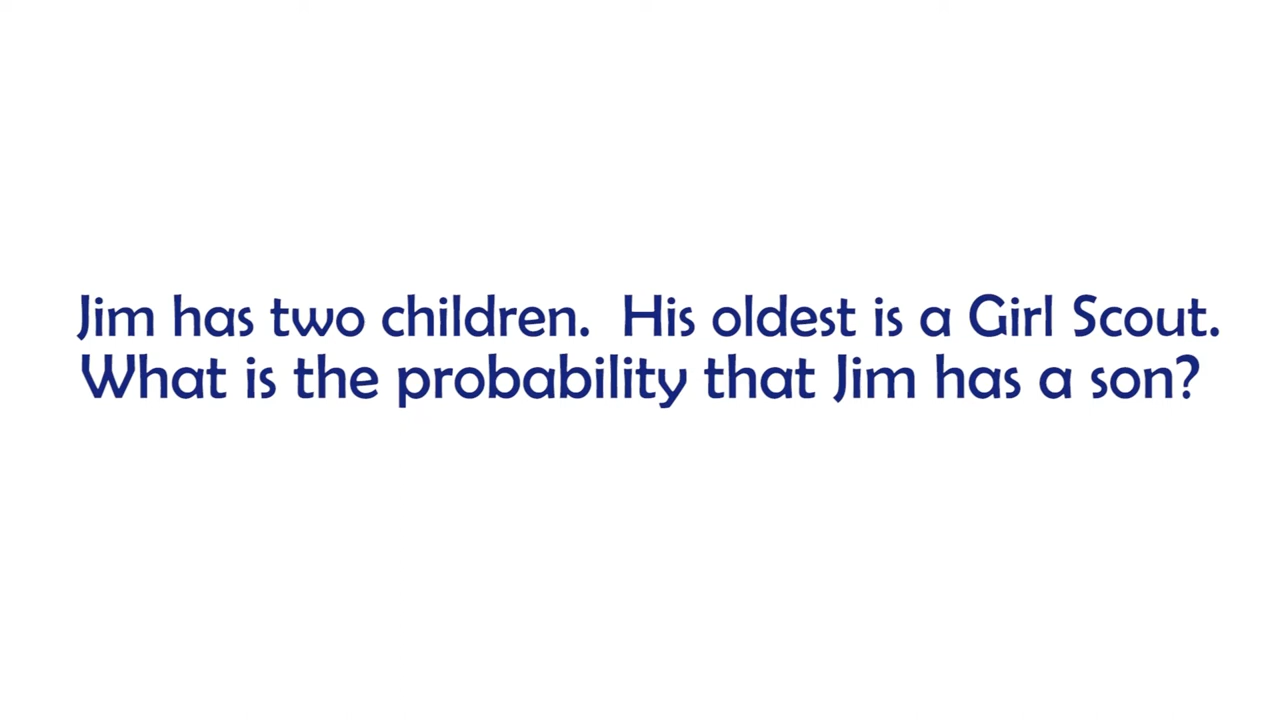 Jim has two children.  His oldest is a Girl Scout.
What is the probability that Jim has a son?